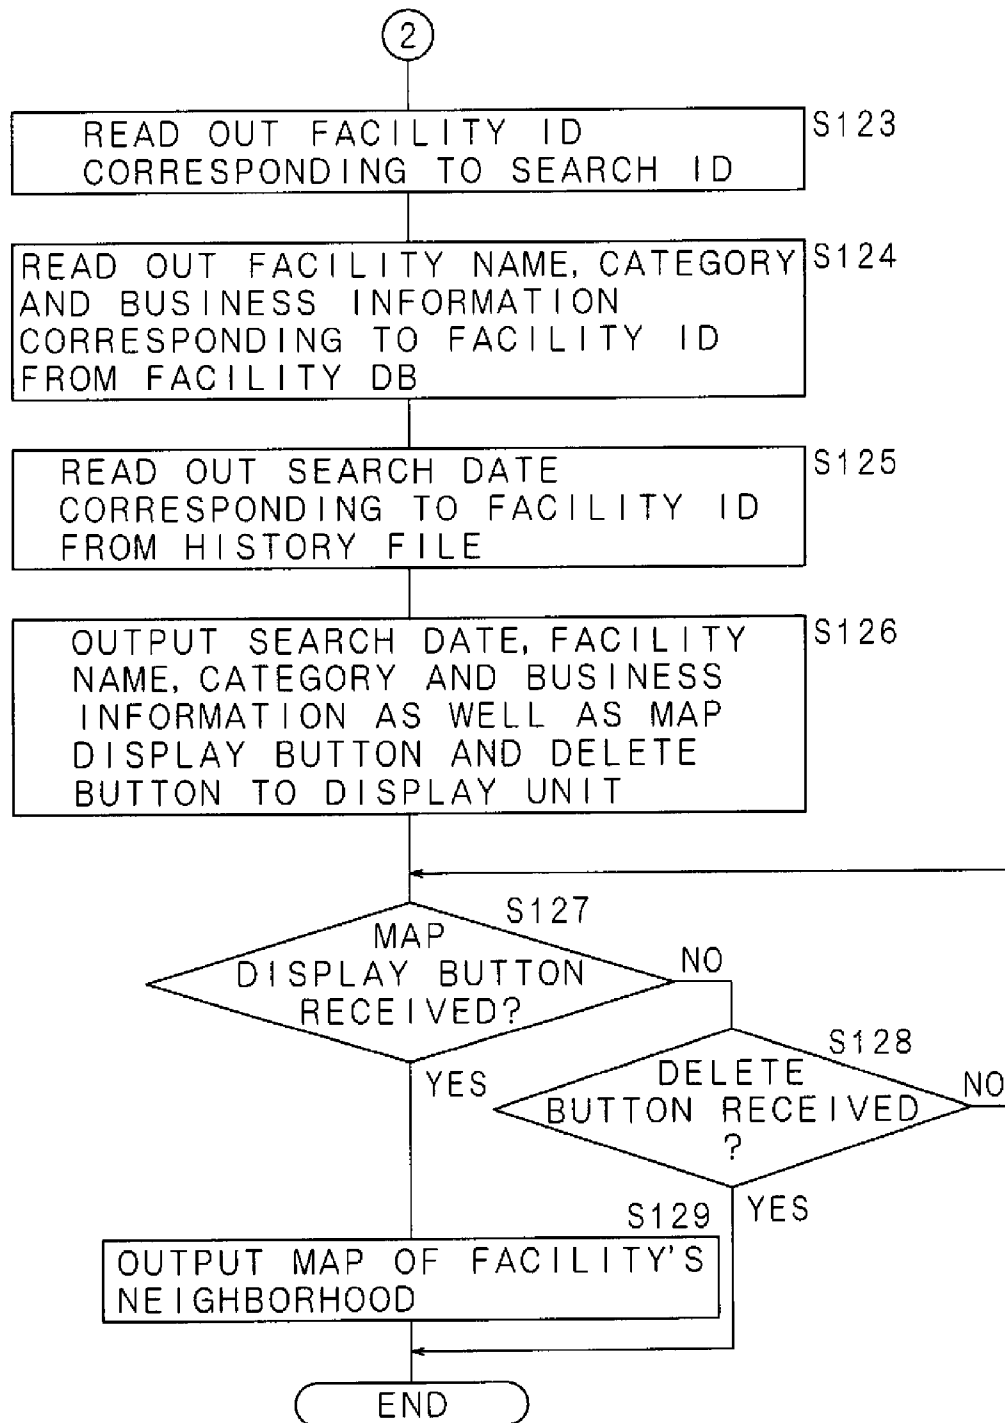 2
READ OUT FACILITY ID
CORRESPONDING TO SEARCH ID
S123
READ OUT FACILITY NAME, CATEGORY
AND BUSINESS INFORMATION
CORRESPONDING TO FACILITY ID
FROM FACILITY DB
S124
READ OUT SEARCH DATE
CORRESPONDING TO FACILITY ID
FROM HISTORY FILE
S125
OUTPUT SEARCH DATE, FACILITY
NAME, CATEGORY AND BUSINESS
INFORMATION AS WELL AS MAP
DISPLAY BUTTON AND DELETE
BUTTON TO DISPLAY UNIT
S126
S127
MAP
DISPLAY BUTTON
RECEIVED?
NO
YES
S128
DELETE
BUTTON RECEIVED
?
NO
YES
S129
OUTPUT MAP OF FACILITY'S
NEIGHBORHOOD
END